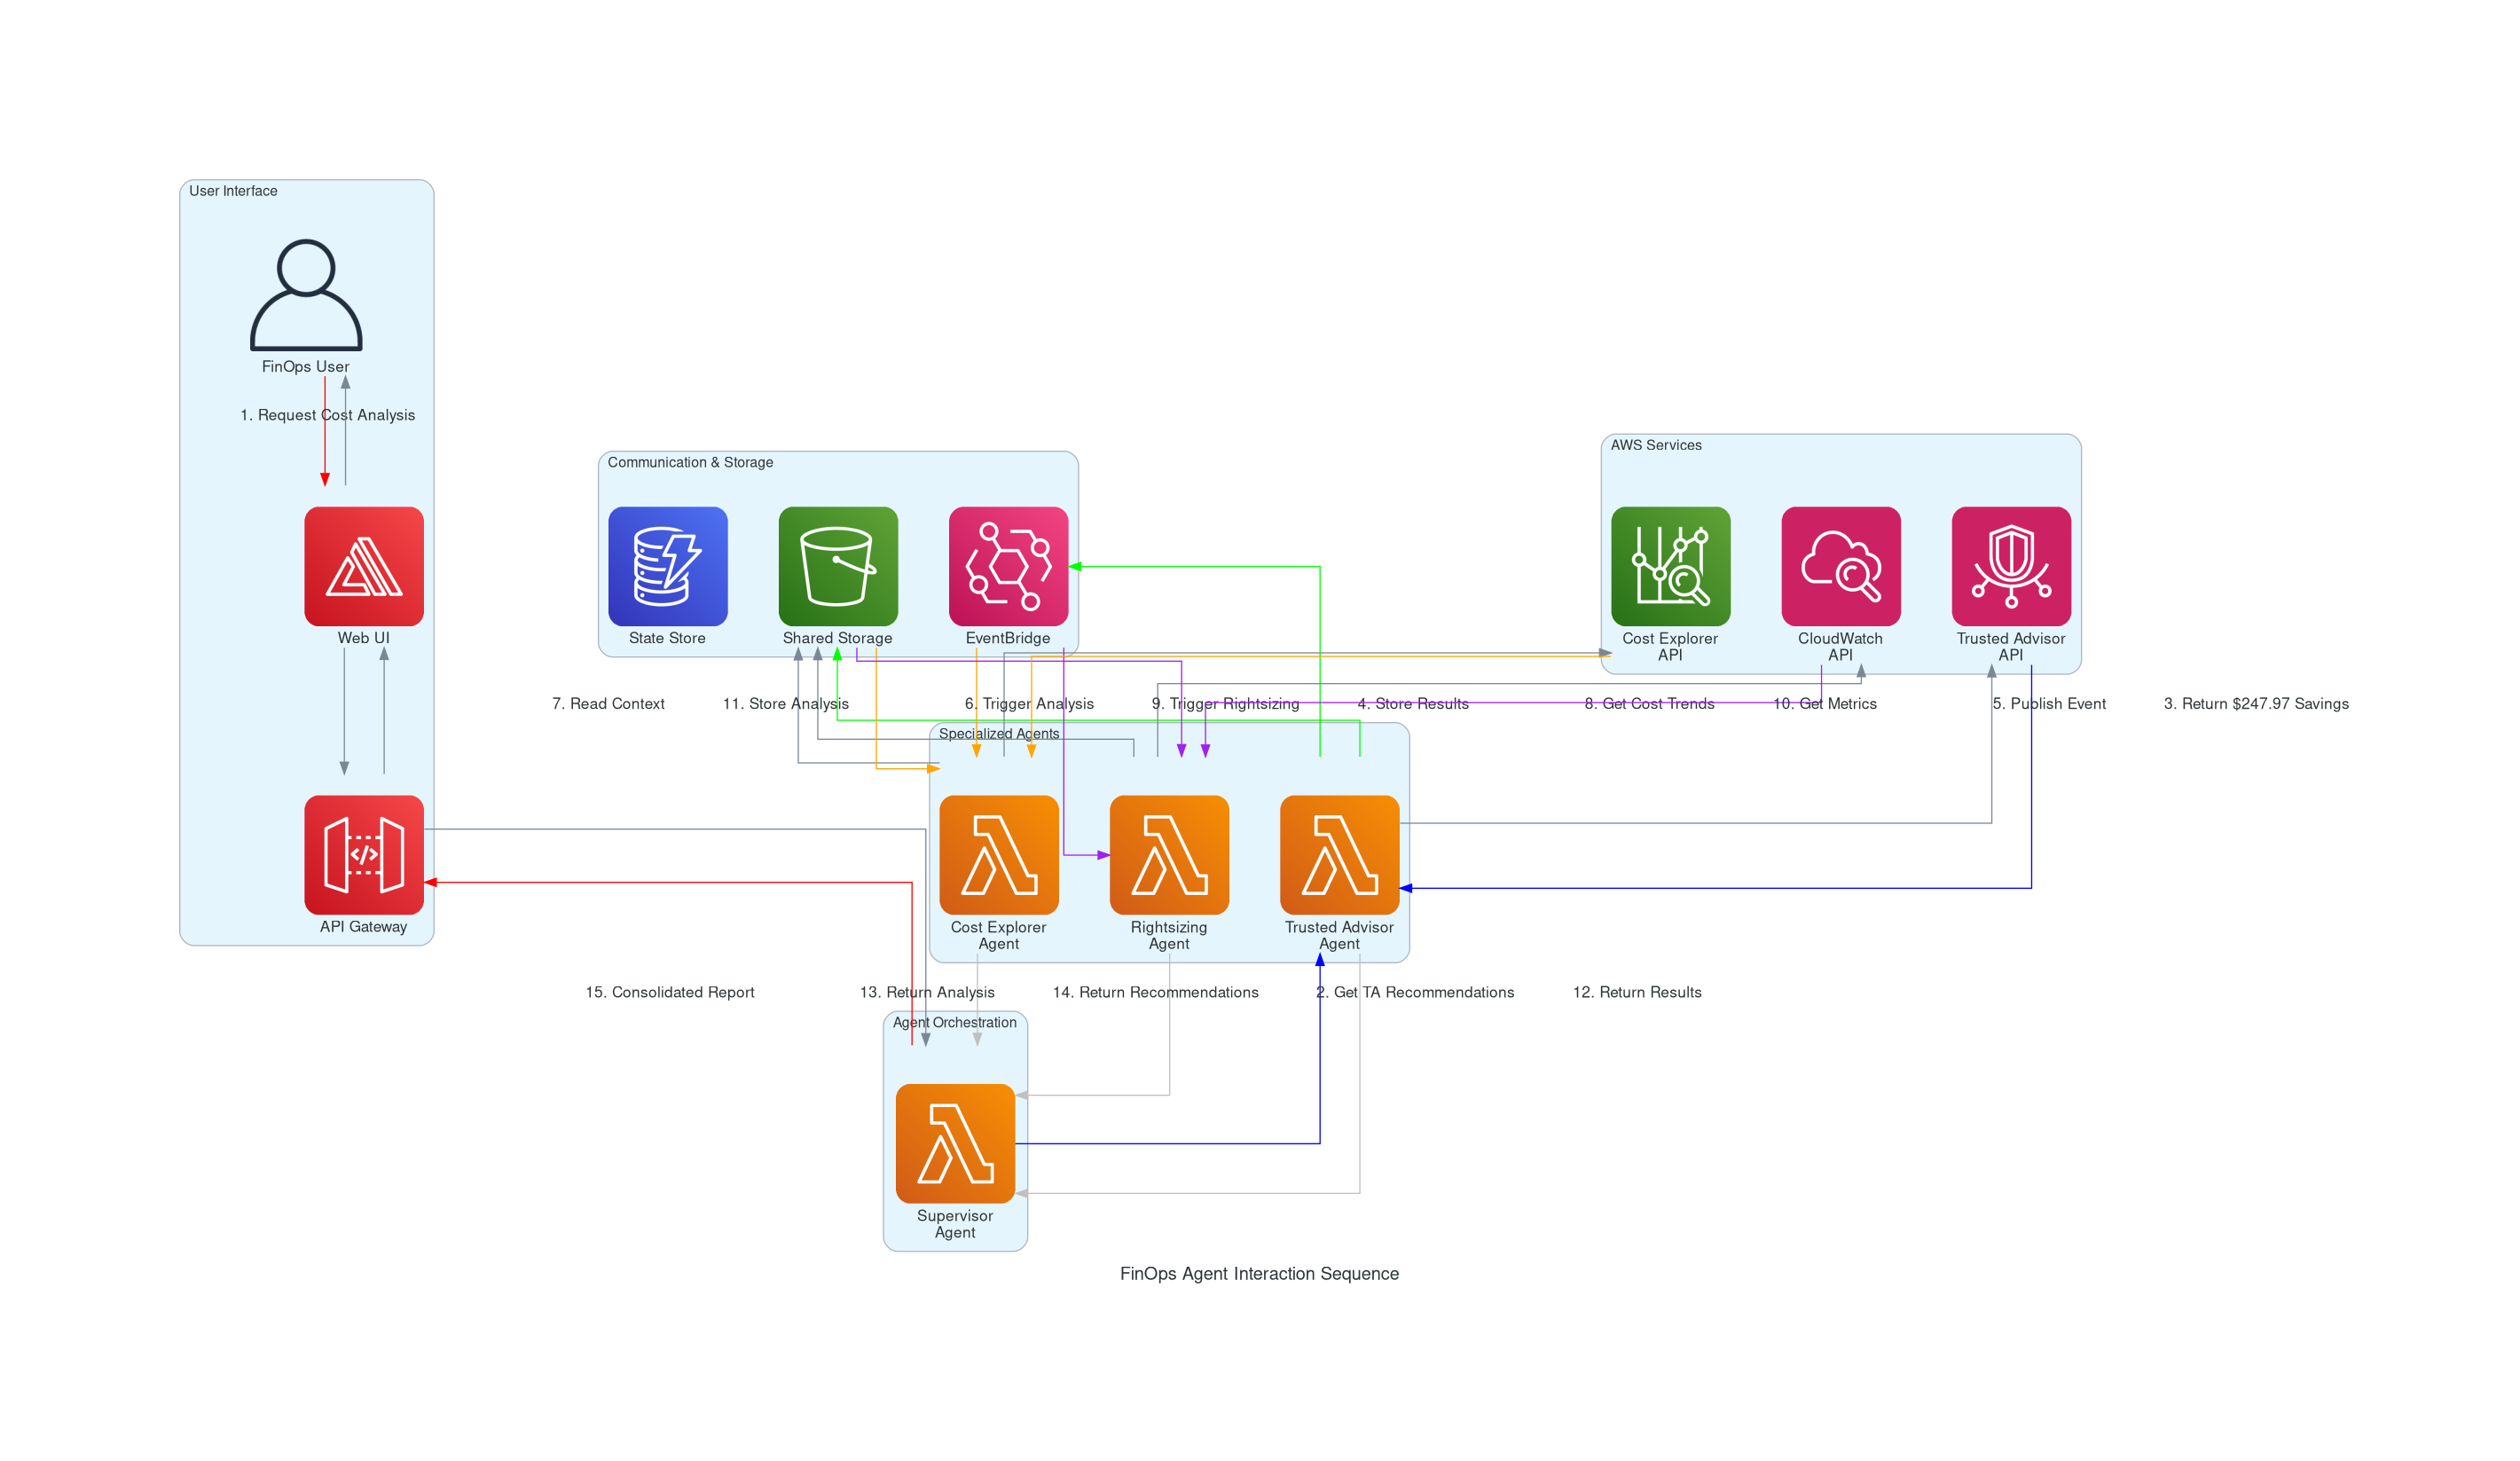 User Interface
FinOps User
1. Request Cost Analysis
Web UI
API Gateway
Communication & Storage
State Store
Shared Storage
EventBridge
AWS Services
Cost Explorer
API
CloudWatch
API
Trusted Advisor
API
7. Read Context
11. Store Analysis
6. Trigger Analysis
9. Trigger Rightsizing
4. Store Results
8. Get Cost Trends
10. Get Metrics
5. Publish Event
3. Return $247.97 Savings
Specialized Agents
Cost Explorer
Agent
Rightsizing
Agent
Trusted Advisor
Agent
15. Consolidated Report
13. Return Analysis
14. Return Recommendations
2. Get TA Recommendations
12. Return Results
Agent Orchestration
Supervisor
Agent
FinOps Agent Interaction Sequence